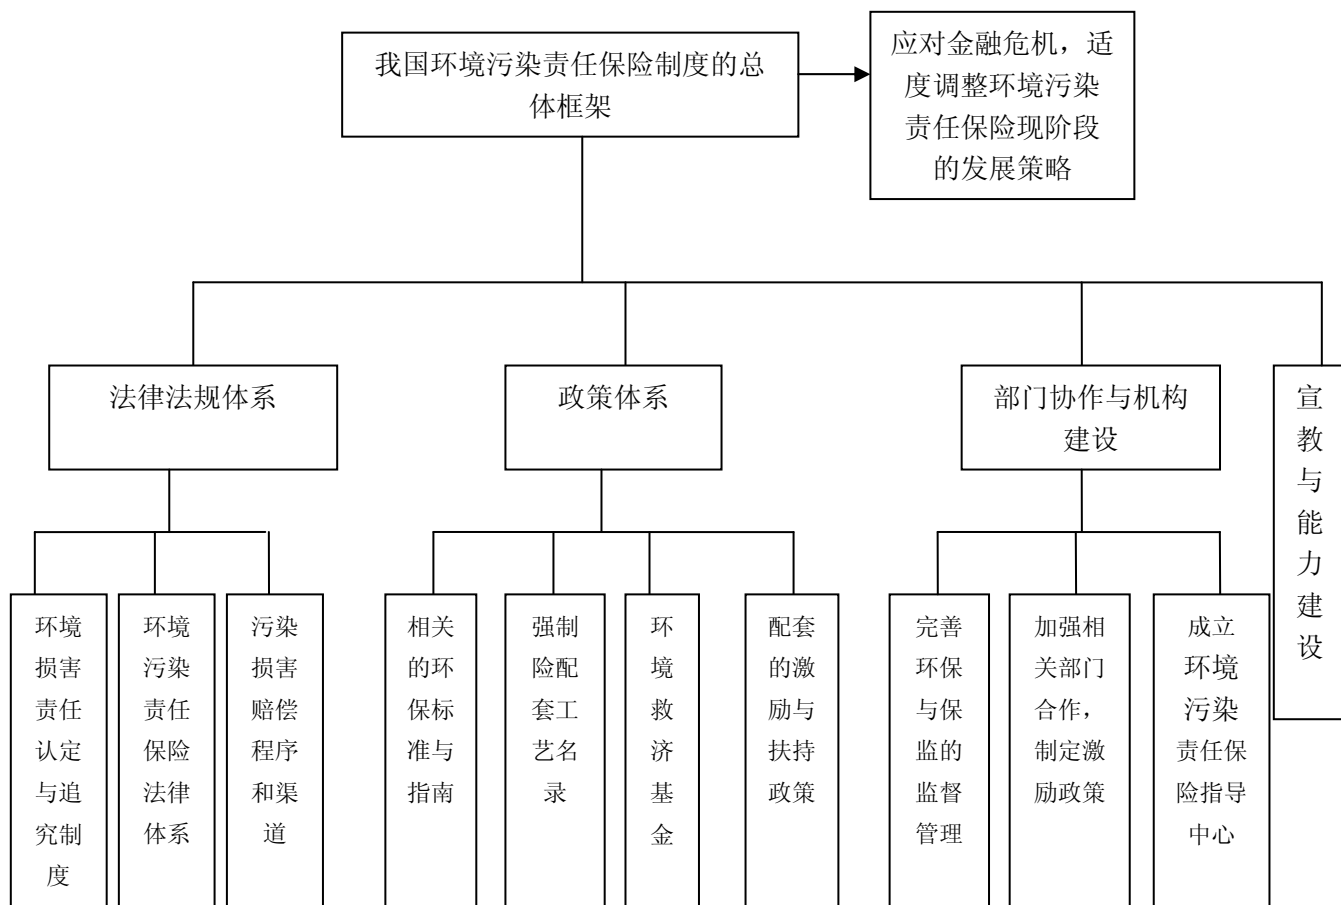 我国环境污染责任保险制度的总
体框架
应对金融危机，适
度调整环境污染
责任保险现阶段
的发展策略
法律法规体系
政策体系
部门协作与机构
建设
宣
教
与
能
力
建
设
环境
损害
责任
认定
与追
究制
度
环境
污染
责任
保险
法律
体系
污染
损害
赔偿
程序
和渠
道
相关
的环
保标
准与
指南
强制
险配
套工
艺名
录
环
境
救
济
基
金
配套
的激
励与
扶持
政策
完善
环保
与保
监的
监督
管理
加强相
关部门
合作，
制定激
励政策
成立
环境
污染
责任保
险指导
中心